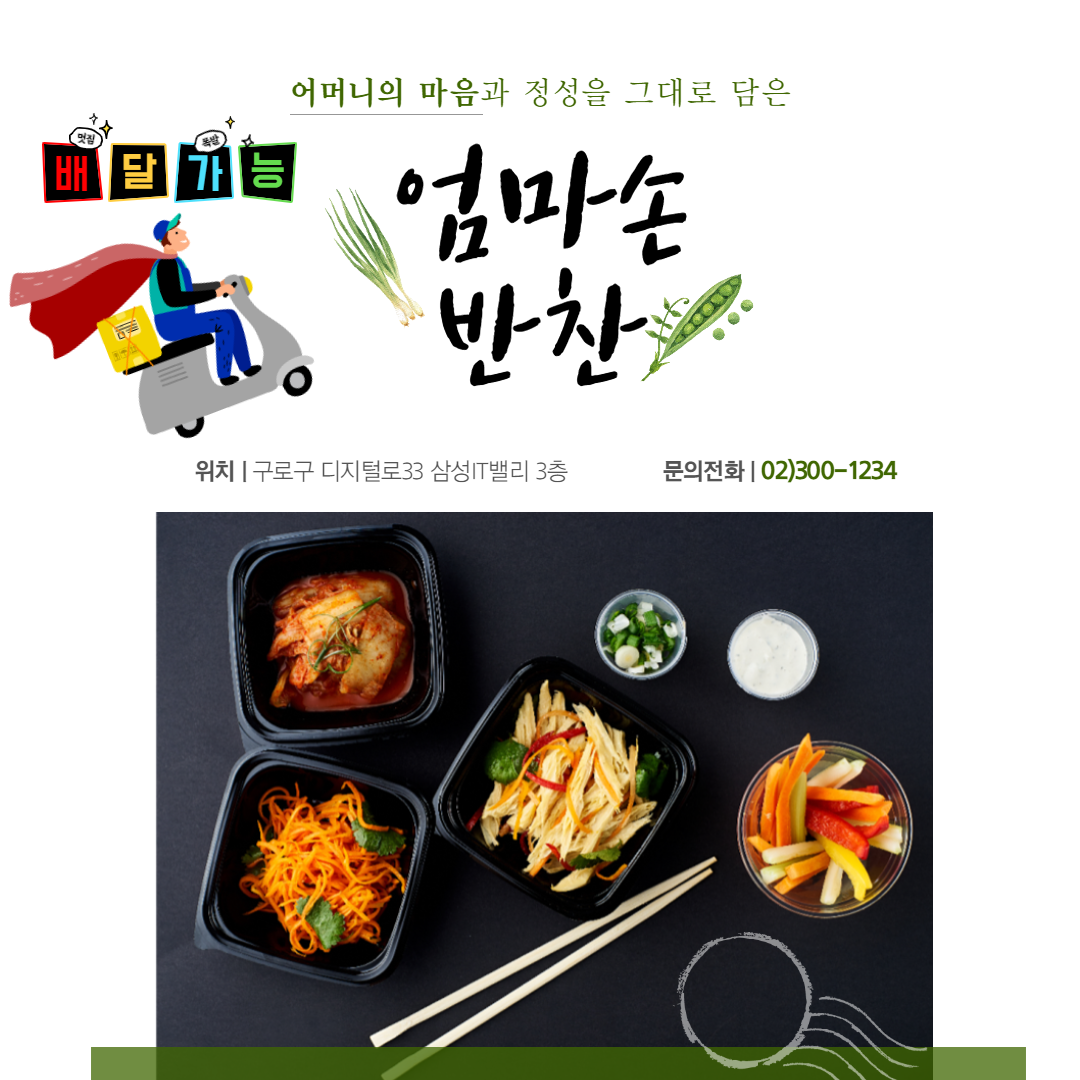 어머니의 마음과 정성을 그대로 담은
멋짐 폭발
배달가능
엄마손
반찬
위치 | 구로구 디지털로33 삼성IT밸리 3층
문의전화 | 02)300-1234